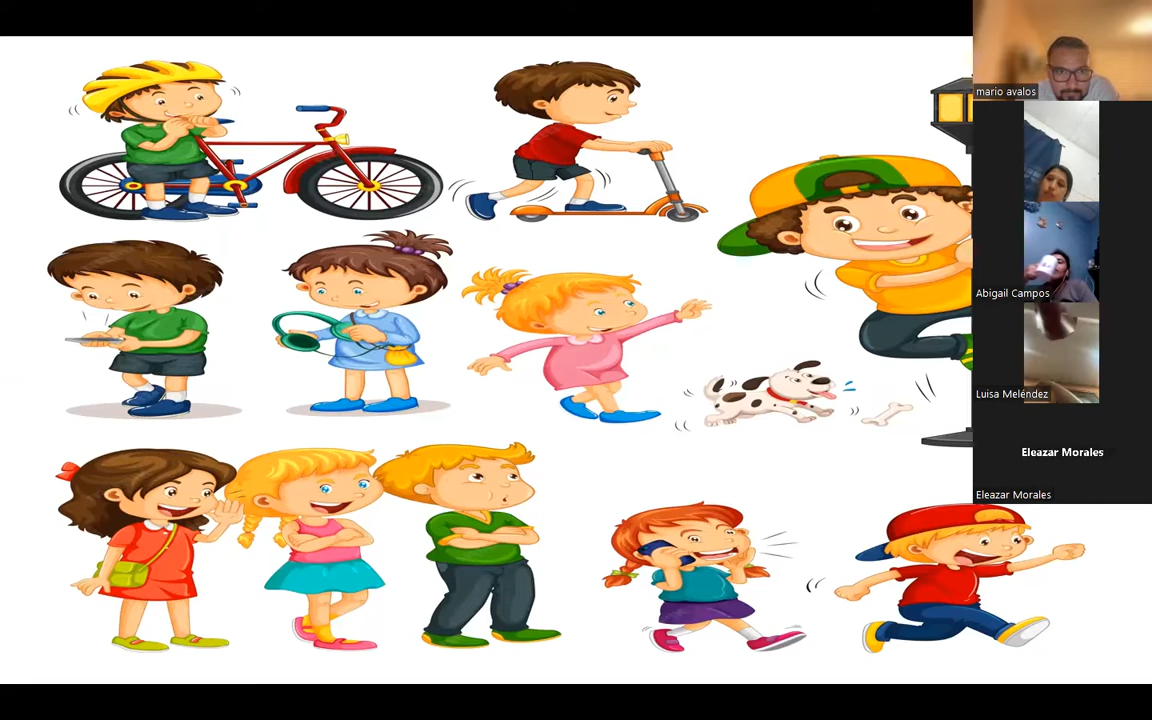 mario avalos
Abigail Campos
Luisa Meléndez
Eleazar Morales
Eleazar Morales